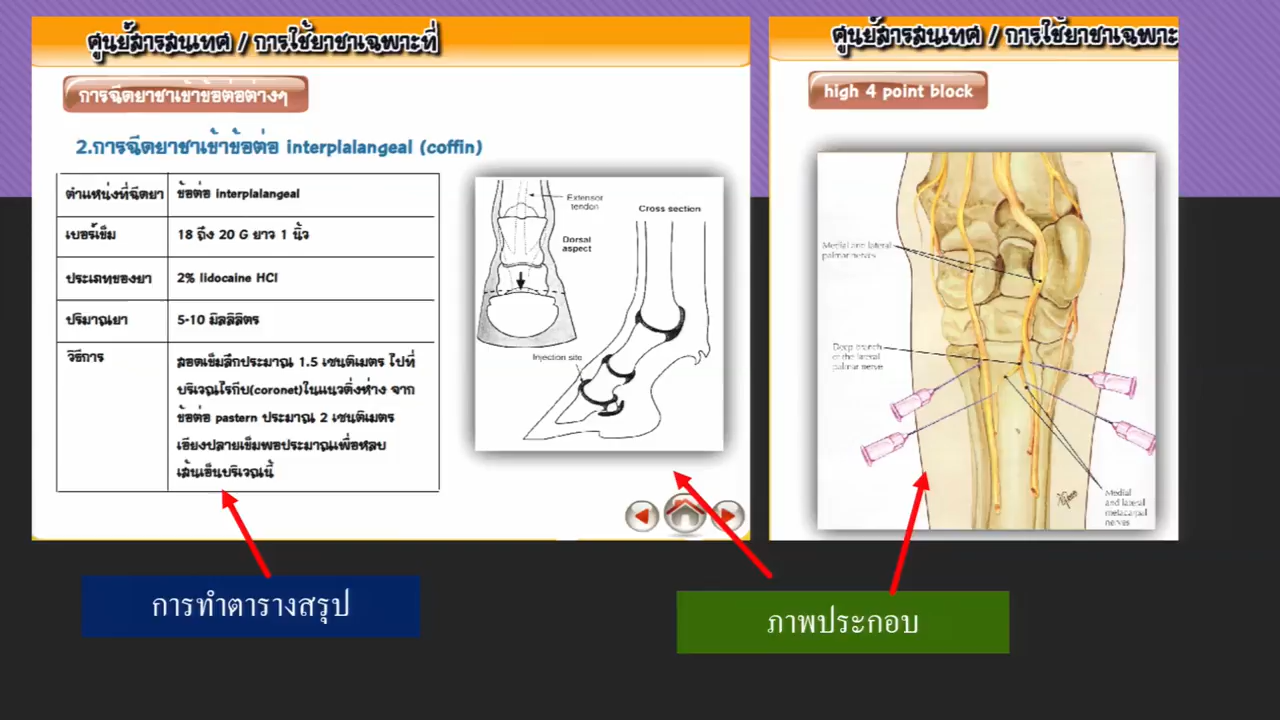 ศูนย์สารสนเทศ / การใช้ยาชาเฉพาะที่
การฉีดยาชาเข้าข้อต่อต่างๆ
2.การฉีดยาชาเข้าข้อต่อ interplalangeal (coffin)
ตำแหน่งที่ฉีดยา ข้อต่อ interplalangeal
เบอร์เข็ม 18 ถึง 20 G ยาว 1 นิ้ว
ประเภทของยา 2% lidocaine HCl
ปริมาณยา 5-10 มิลลิลิตร
วิธีการ สอดเข็มลึกประมาณ 1.5 เซนติเมตร ไปที่
บริเวณไรกีบ(coronet)ในแนวดิ่งห่าง จาก
ข้อต่อ pastern ประมาณ 2 เซนติเมตร
เอียงปลายเข็มพอประมาณเพื่อหลบ
เส้นเอ็นบริเวณนี้
Extensor
tendon
Cross section
Dorsal
aspect
Injection site
ศูนย์สารสนเทศ / การใช้ยาชาเฉพาะ
high 4 point block
Medial and lateral
palmar nerves
Deep branch
of the lateral
palmar nerve
Medial
and lateral
metacarpal
nerves
การทำตารางสรุป
ภาพประกอบ